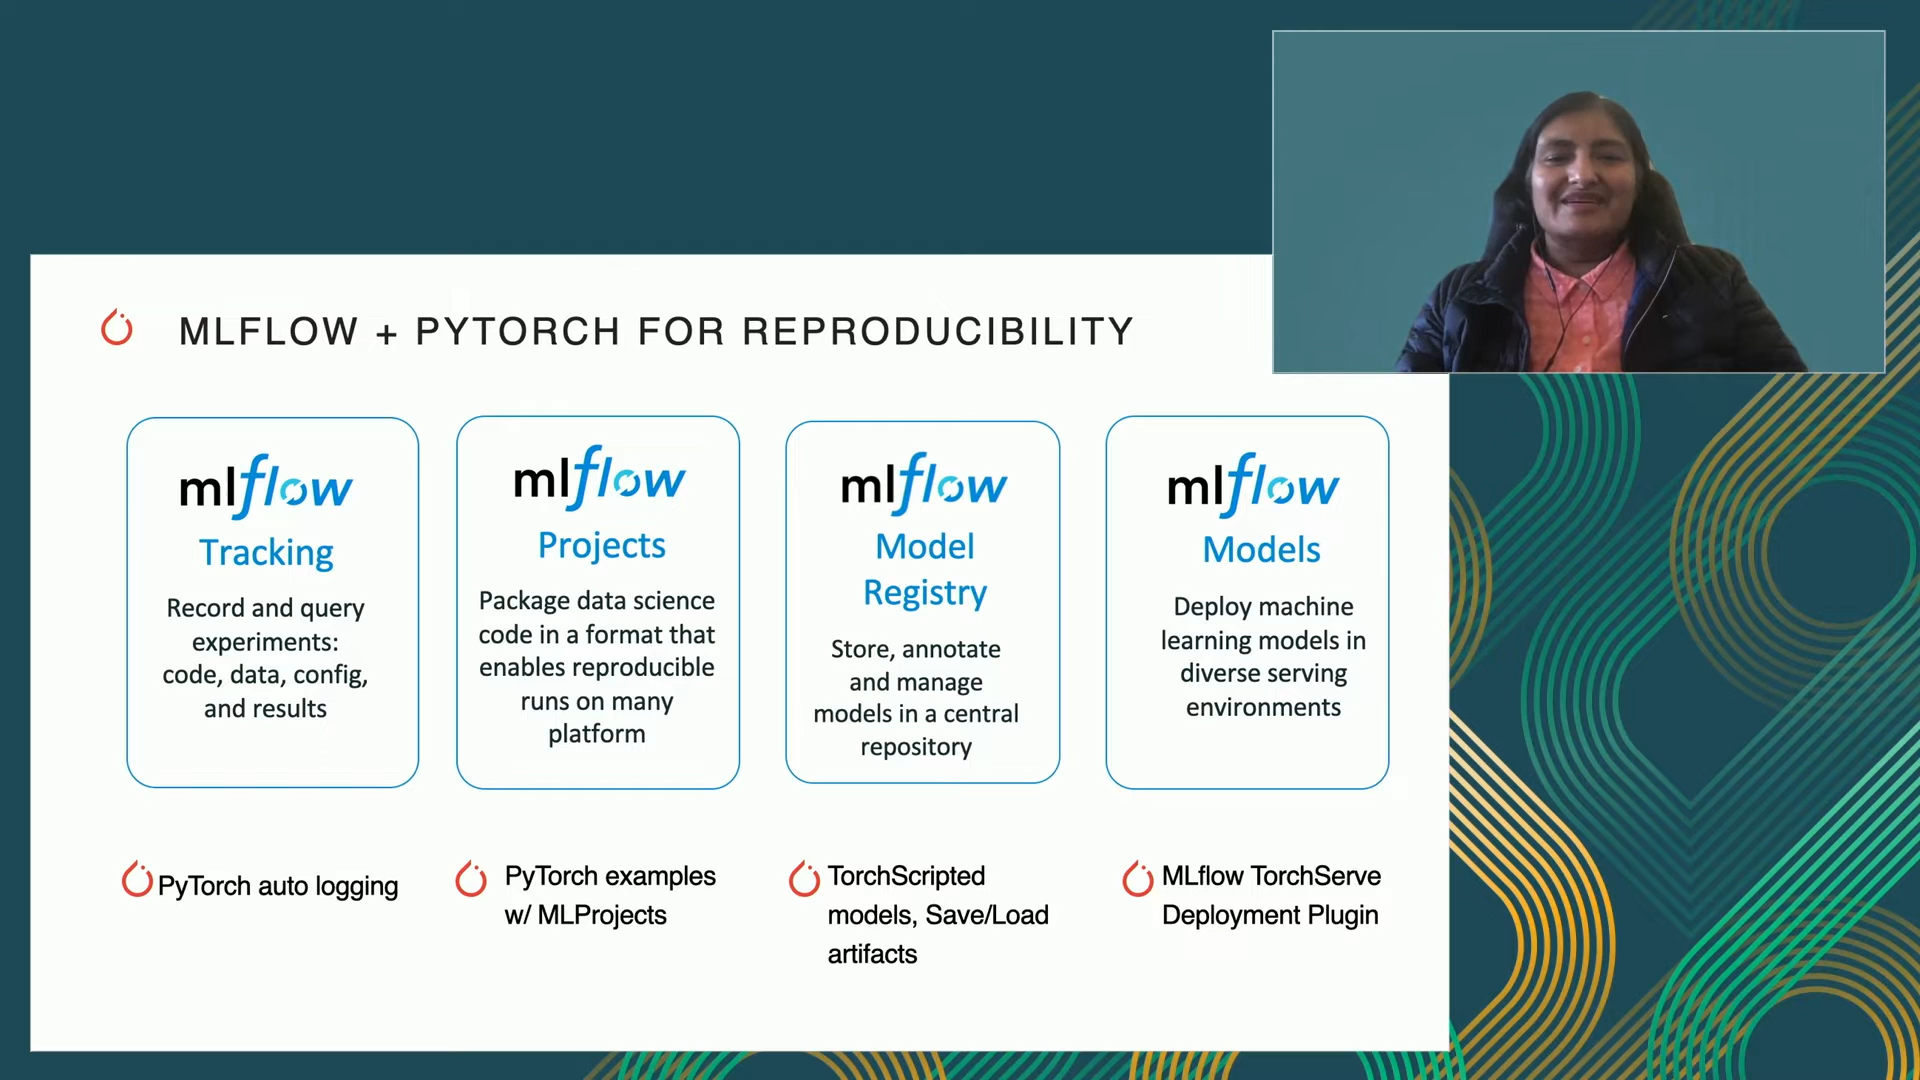 MLFLOW + PYTORCH FOR REPRODUCIBILITY
mlflow
Tracking
Record and query
experiments:
code, data, config,
and results
mlflow
Projects
Package data science
code in a format that
enables reproducible
runs on many
platform
mlflow
Model
Registry
Store, annotate
and manage
models in a central
repository
mlflow
Models
Deploy machine
learning models in
diverse serving
environments
PyTorch auto logging
PyTorch examples
w/ MLProjects
TorchScripted
models, Save/Load
artifacts
MLflow TorchServe
Deployment Plugin